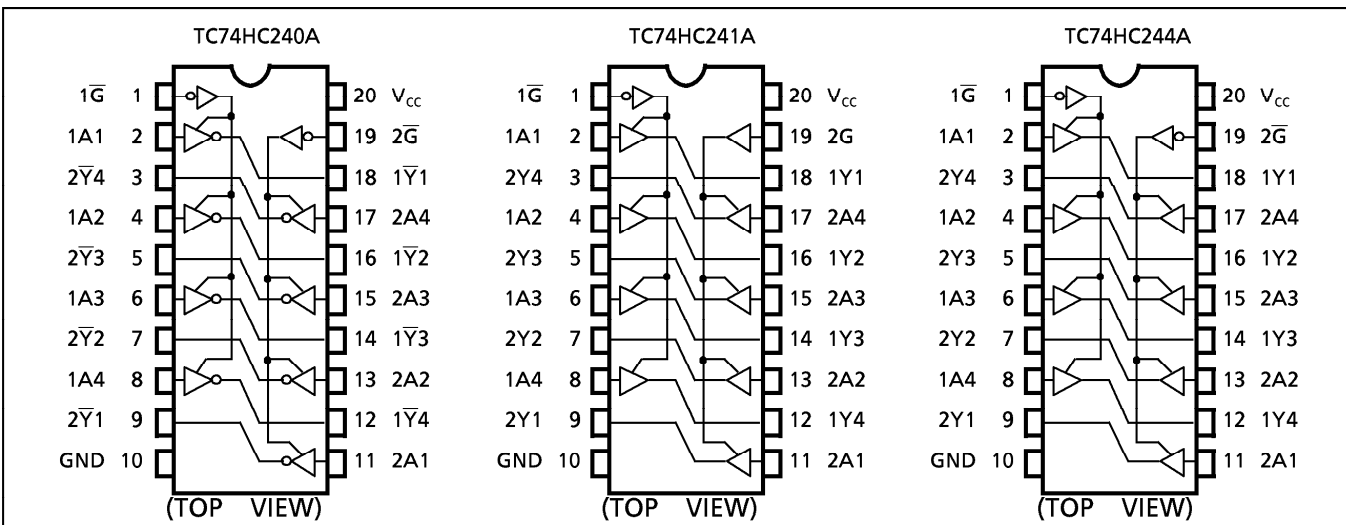 TC74HC240A
1G̅ 1 20 VCC
1A1 2 19 2G̅
2Y̅4 3 18 1Y̅1
1A2 4 17 2A4
2Y̅3 5 16 1Y̅2
1A3 6 15 2A3
2Y̅2 7 14 1Y̅3
1A4 8 13 2A2
2Y̅1 9 12 1Y̅4
GND 10 11 2A1
(TOP VIEW)
TC74HC241A
1G̅ 1 20 VCC
1A1 2 19 2G
2Y4 3 18 1Y1
1A2 4 17 2A4
2Y3 5 16 1Y2
1A3 6 15 2A3
2Y2 7 14 1Y3
1A4 8 13 2A2
2Y1 9 12 1Y4
GND 10 11 2A1
(TOP VIEW)
TC74HC244A
1G̅ 1 20 VCC
1A1 2 19 2G̅
2Y4 3 18 1Y1
1A2 4 17 2A4
2Y3 5 16 1Y2
1A3 6 15 2A3
2Y2 7 14 1Y3
1A4 8 13 2A2
2Y1 9 12 1Y4
GND 10 11 2A1
(TOP VIEW)